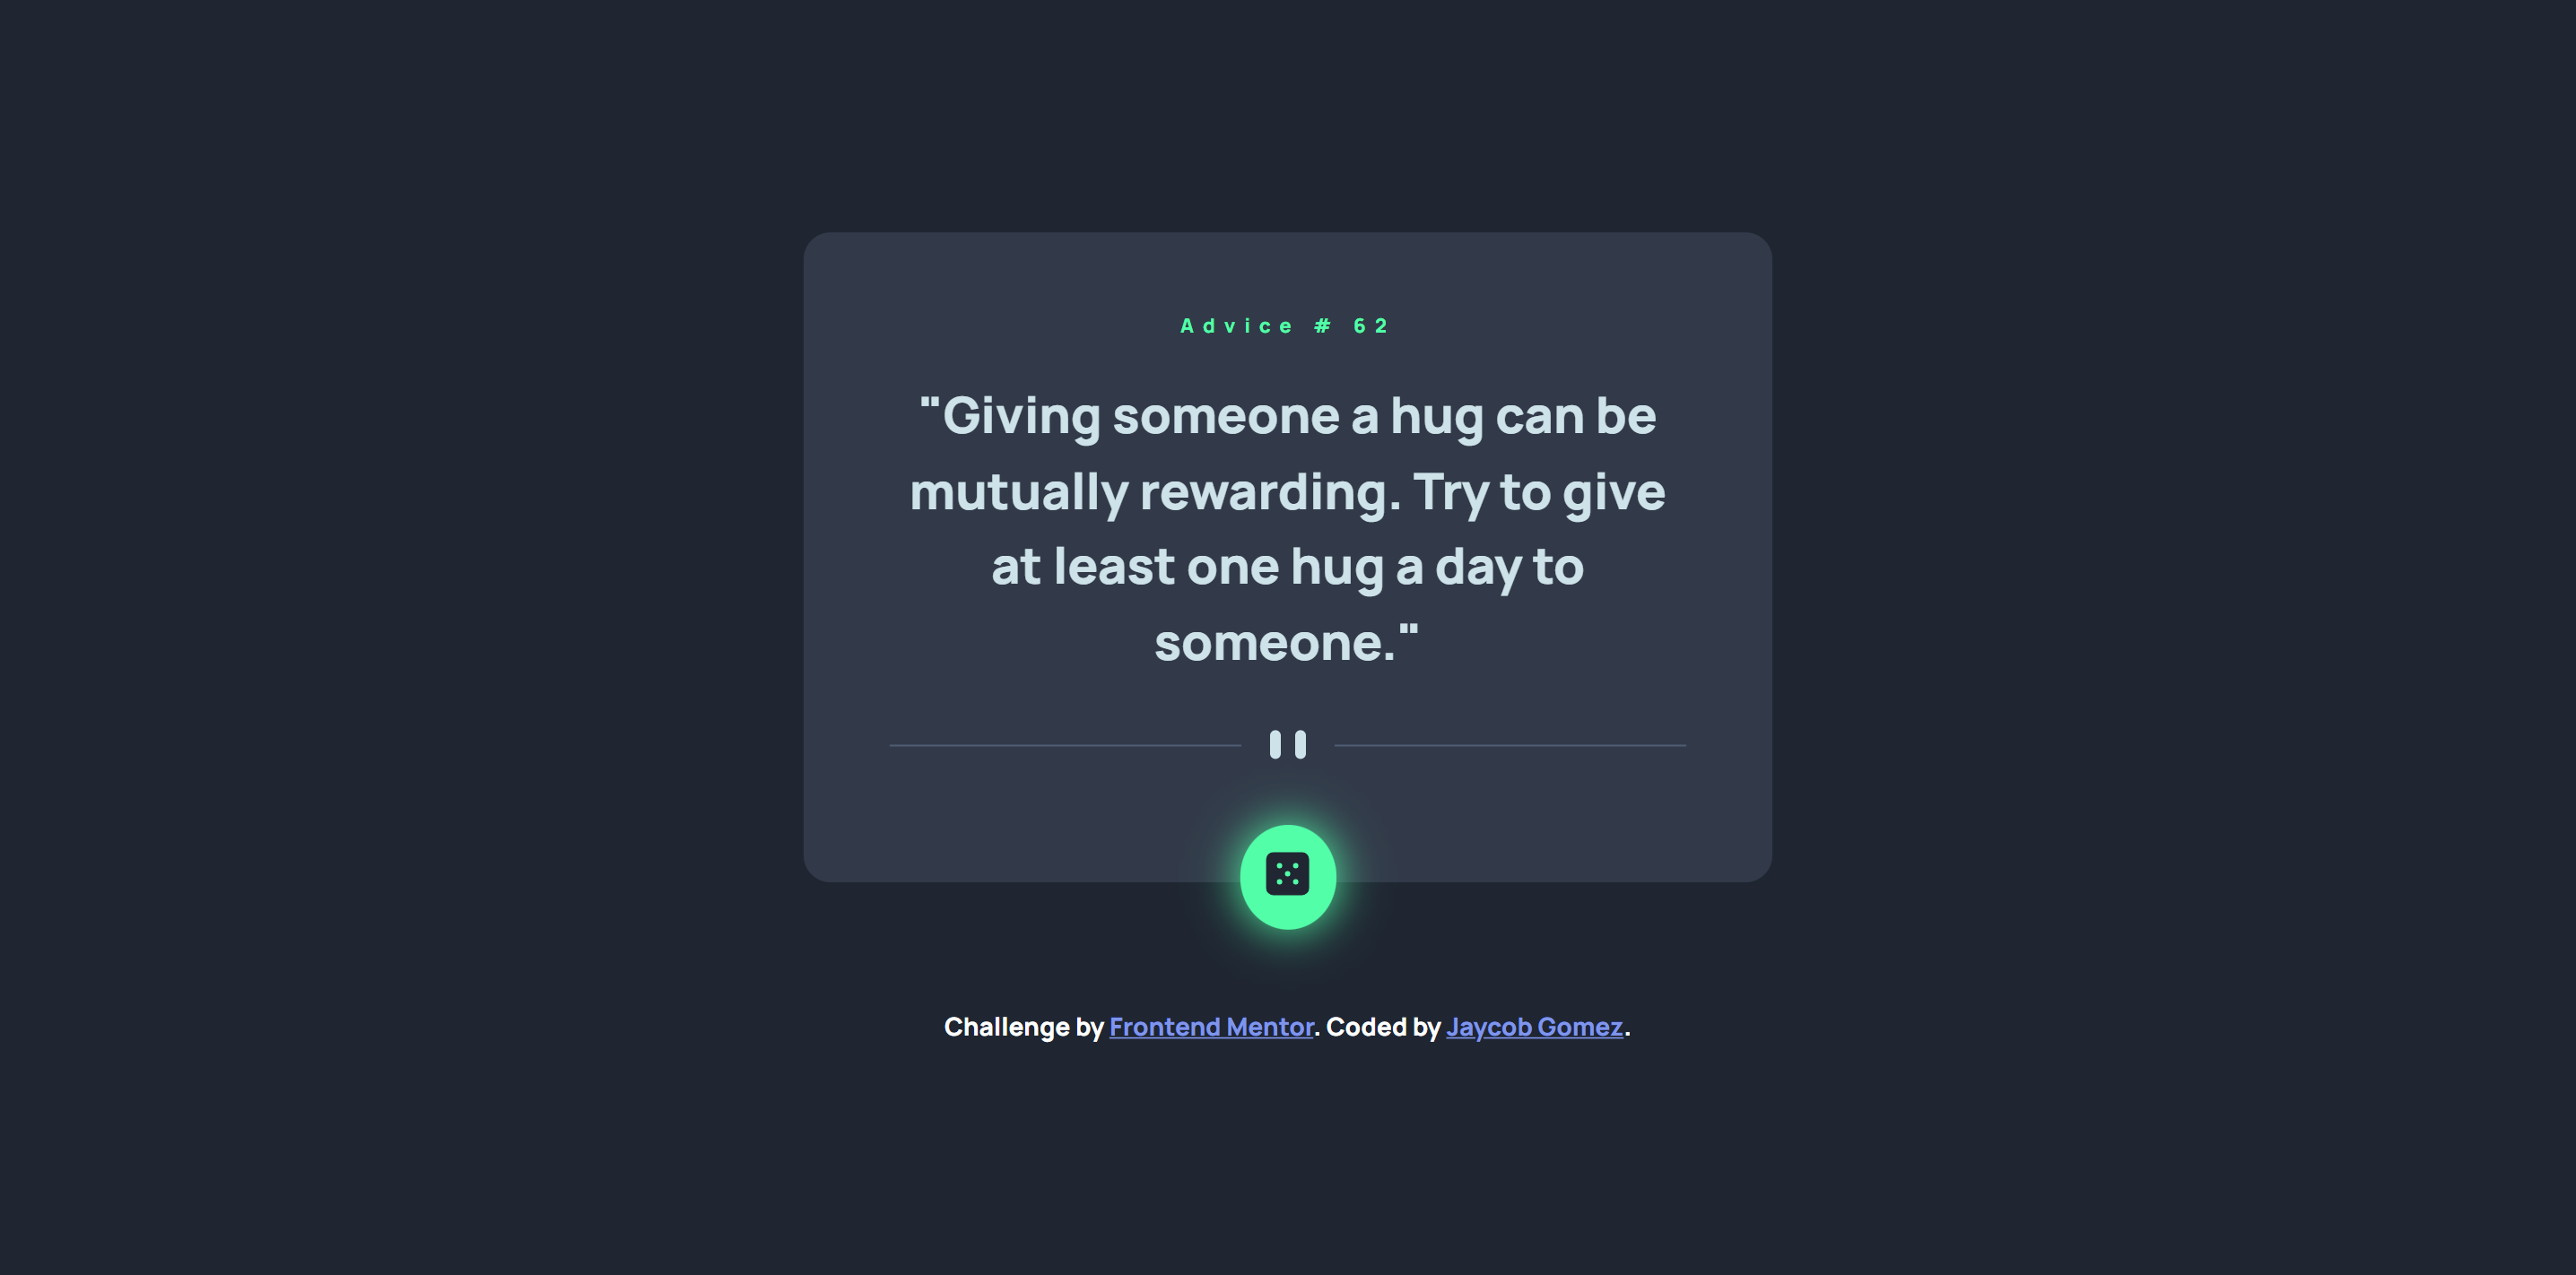 Advice # 62
"Giving someone a hug can be
mutually rewarding. Try to give
at least one hug a day to
someone."
Challenge by Frontend Mentor. Coded by Jaycob Gomez.